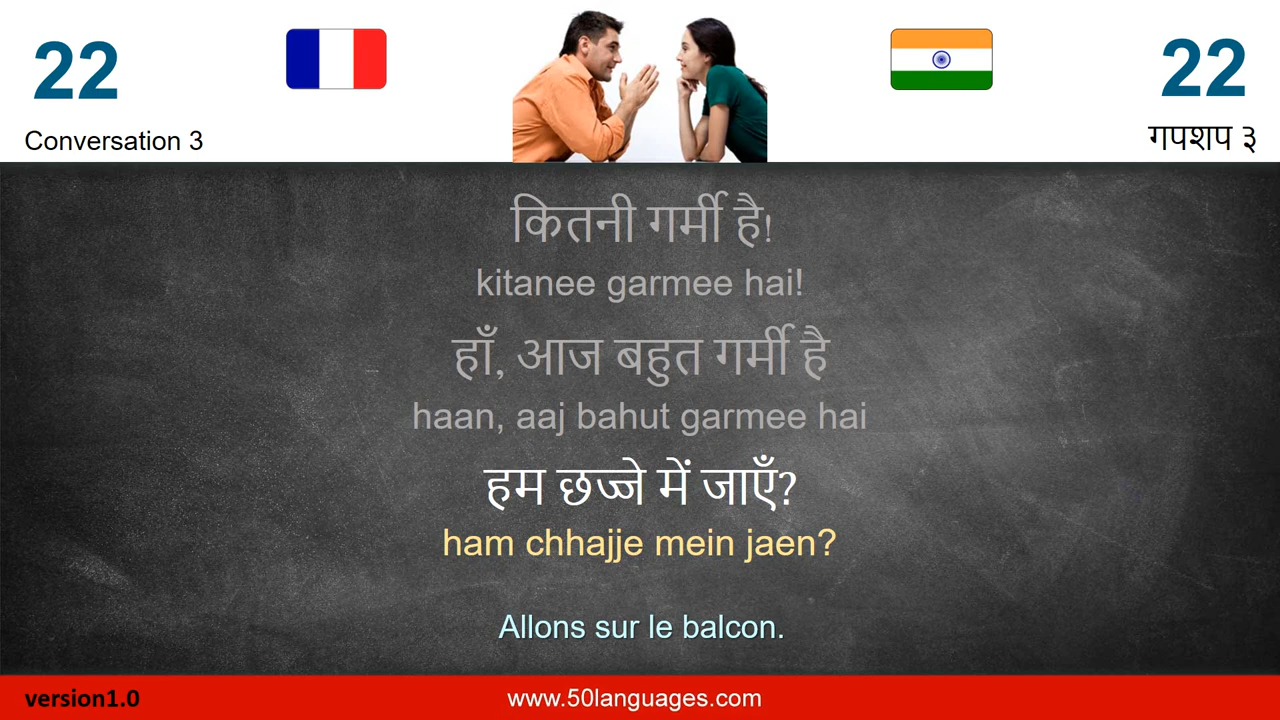 22
22
Conversation 3
गपशप ३
कितनी गर्मी है!
kitanee garmee hai!
हाँ, आज बहुत गर्मी है
haan, aaj bahut garmee hai
हम छज्जे में जाएँ?
ham chhajje mein jaen?
Allons sur le balcon.
version1.0
www.50languages.com